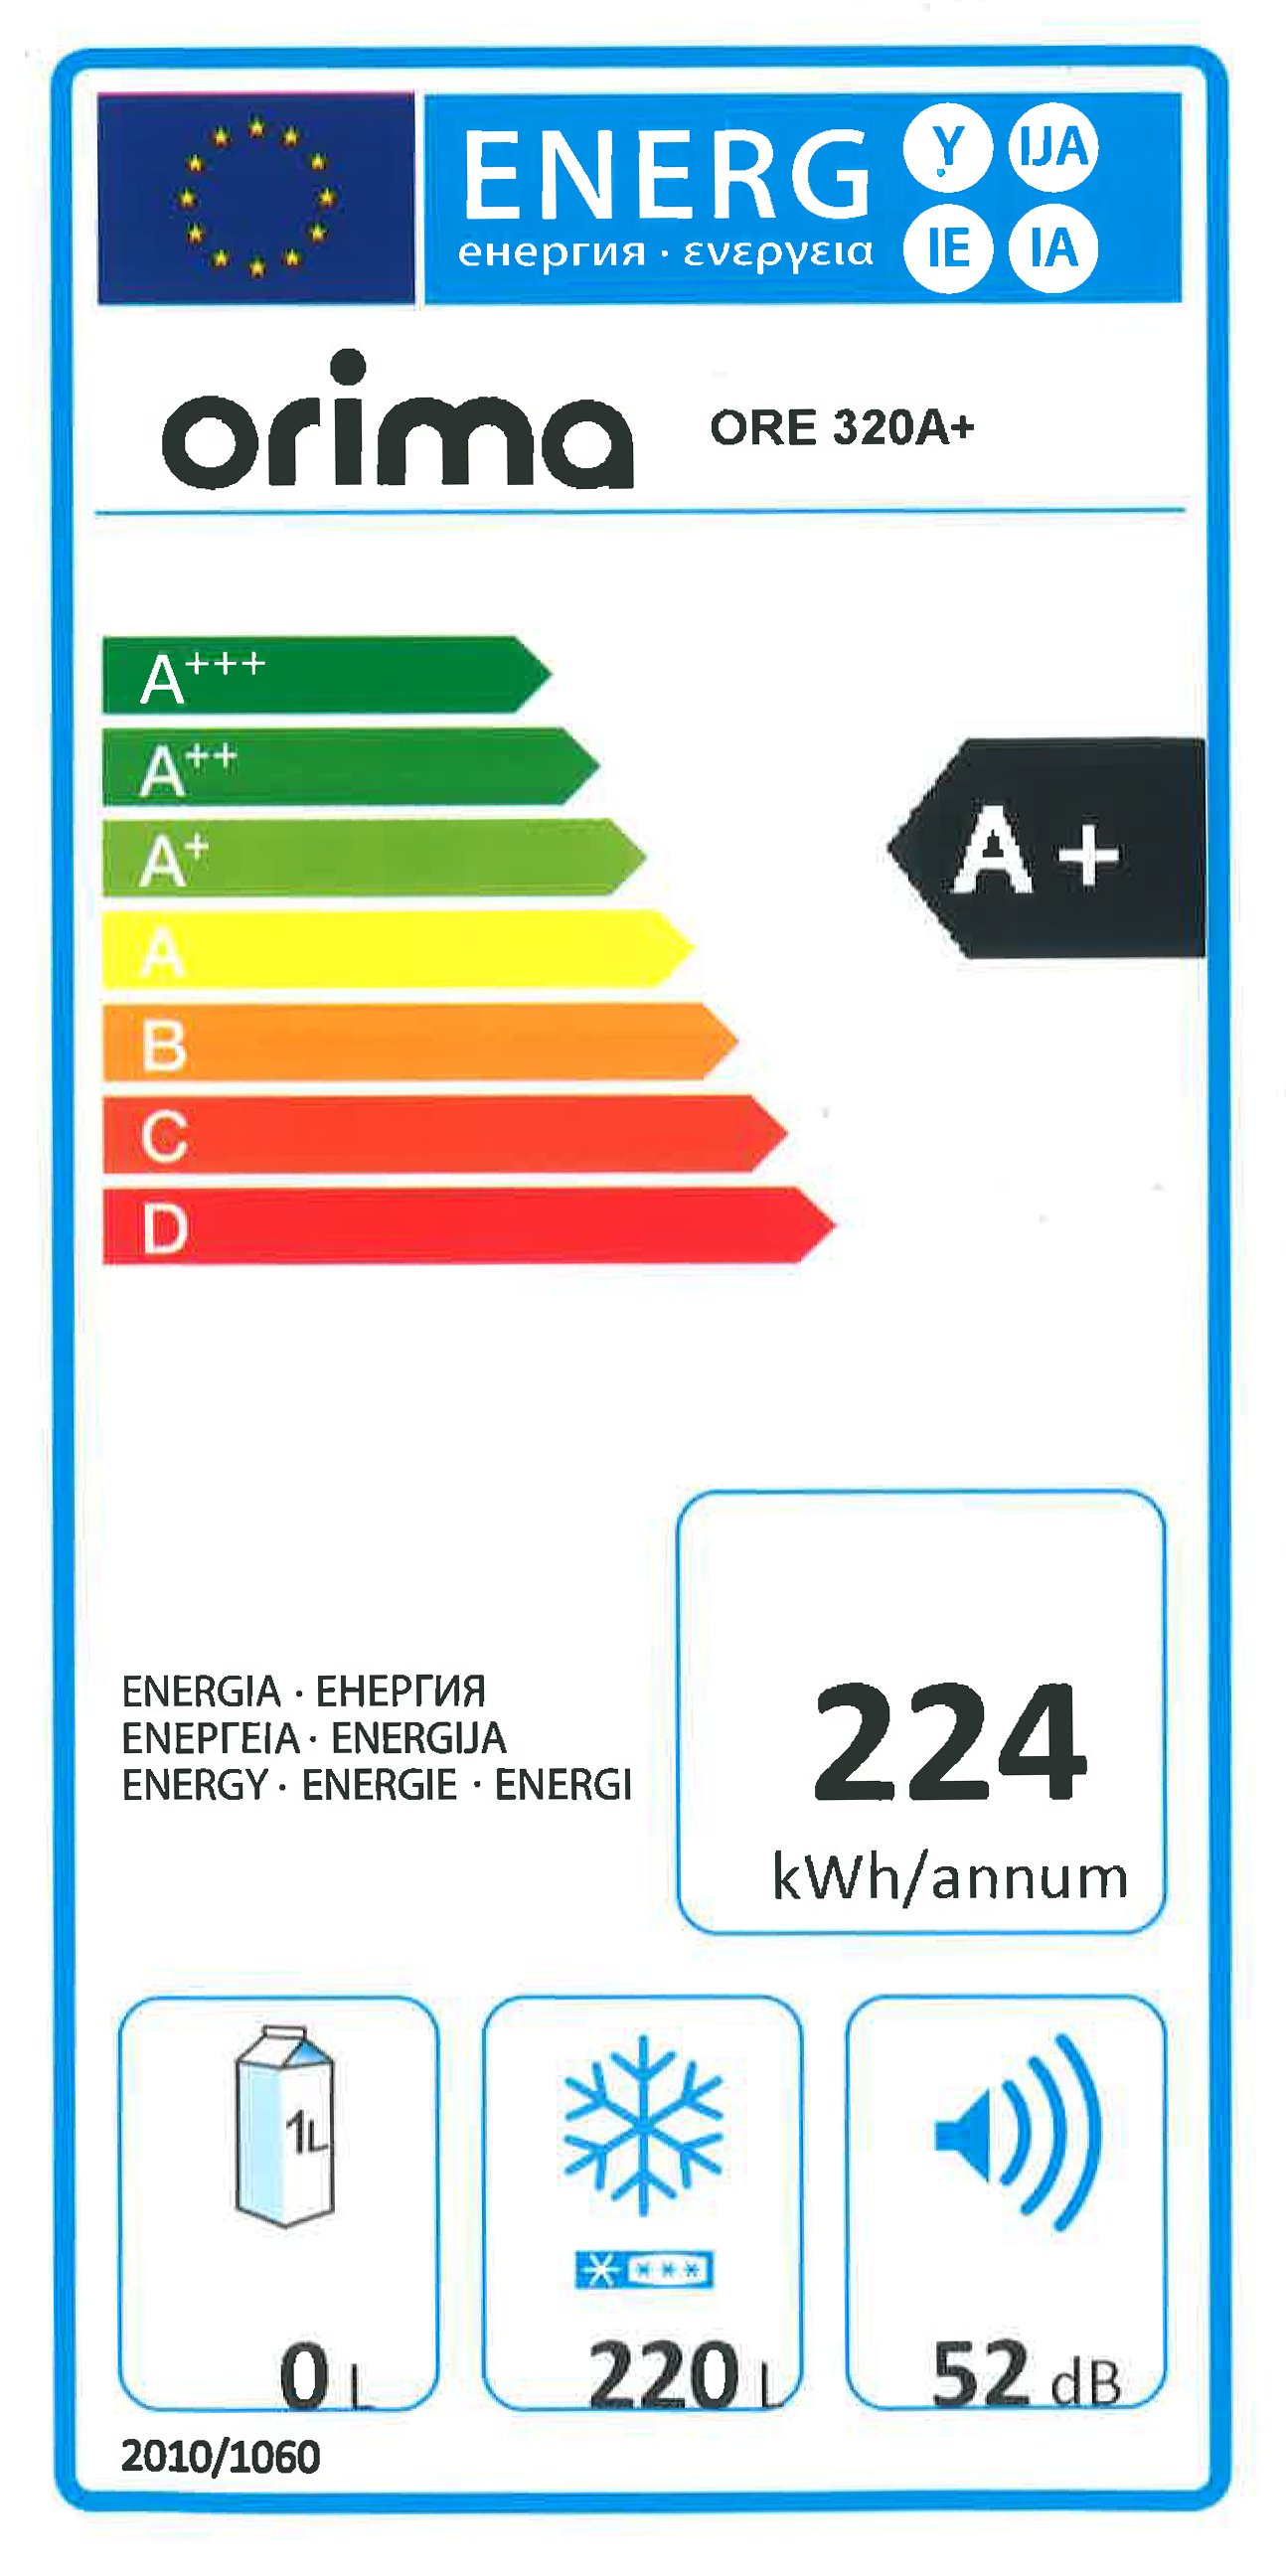 ENERG Y IJA
енергия · ενεργεια IE IA
orima ORE 320A+
A+++
A++
A+
A
B
C
D
A+
ENERGIA · ЕНЕРГИЯ
ΕΝΕΡΓΕΙΑ · ENERGIJA
ENERGY · ENERGIE · ENERGI
224
kWh/annum
1L
0 L
220 L
52 dB
2010/1060